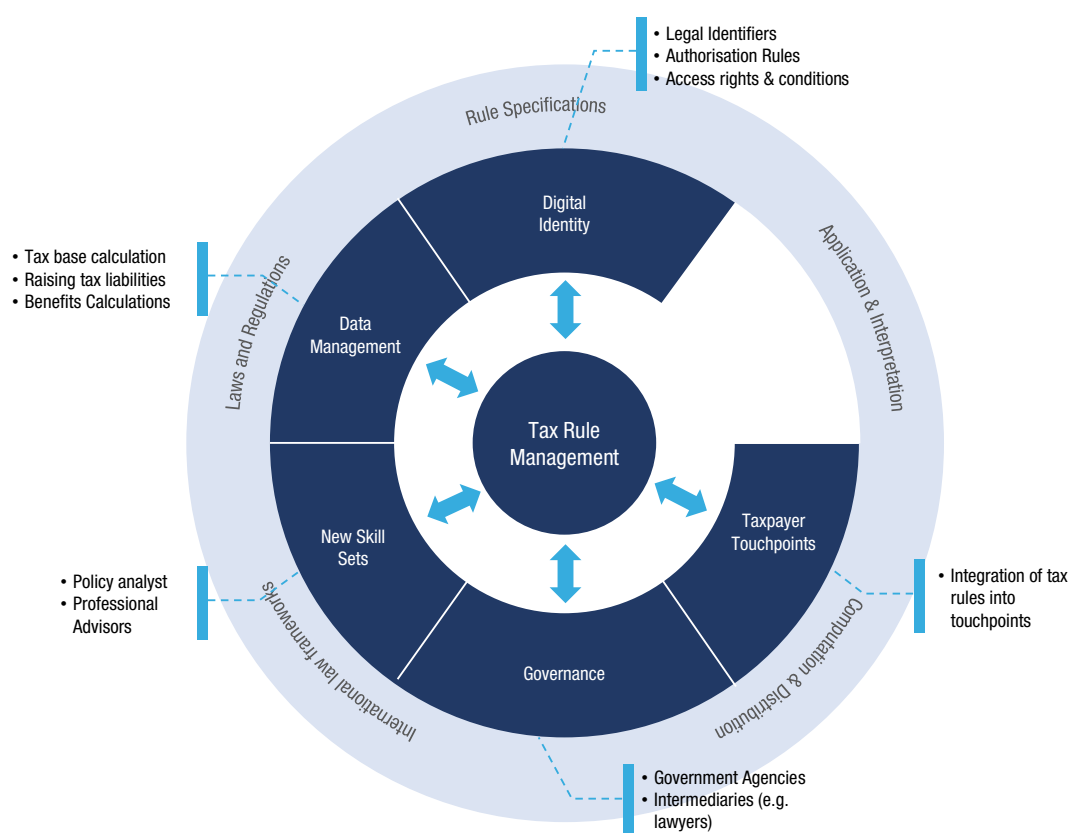 • Legal Identifiers
• Authorisation Rules
• Access rights & conditions
Rule Specifications
Digital
Identity
Application & Interpretation
• Tax base calculation
• Raising tax liabilities
• Benefits Calculations
Laws and Regulations
Data
Management
Tax Rule
Management
New Skill
Sets
Taxpayer
Touchpoints
• Policy analyst
• Professional
Advisors
International law frameworks
Governance
Computation & Distribution
• Integration of tax
rules into
touchpoints
• Government Agencies
• Intermediaries (e.g.
lawyers)